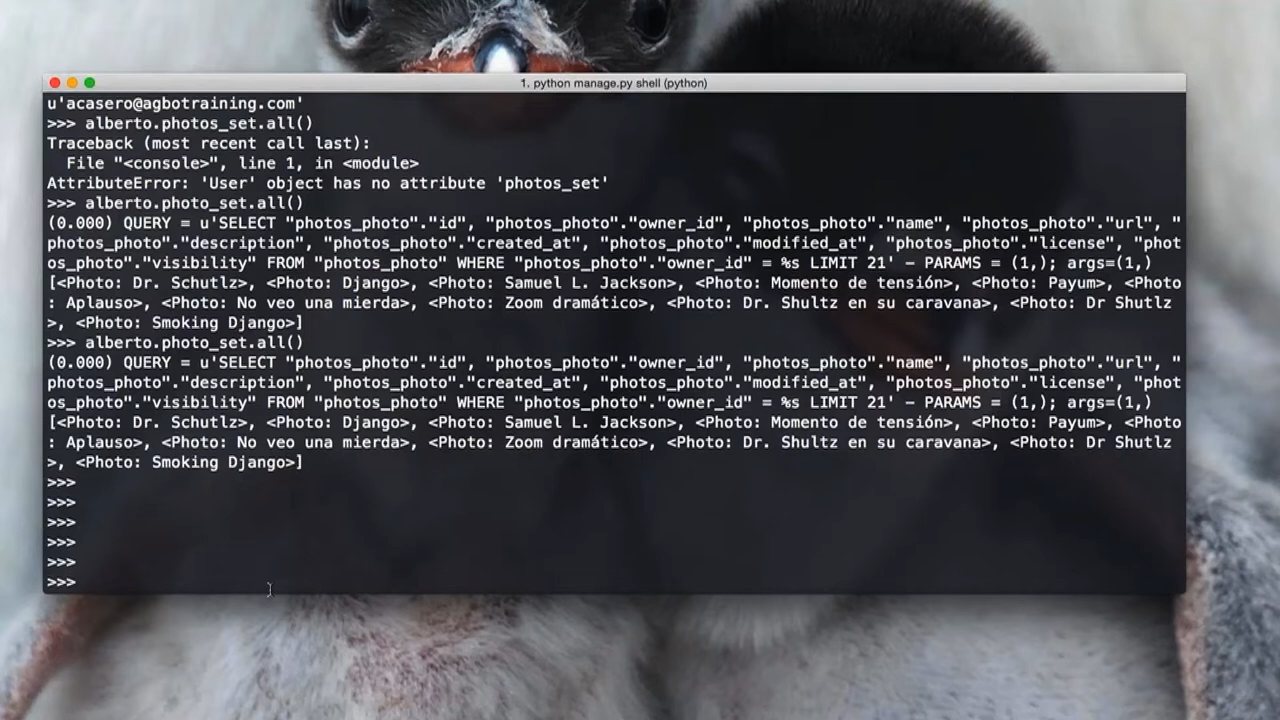 1. python manage.py shell (python)
u'acasero@agbotraining.com'
>>> alberto.photos_set.all()
Traceback (most recent call last):
  File "<console>", line 1, in <module>
AttributeError: 'User' object has no attribute 'photos_set'
>>> alberto.photo_set.all()
(0.000) QUERY = u'SELECT "photos_photo"."id", "photos_photo"."owner_id", "photos_photo"."name", "photos_photo"."url", "
photos_photo"."description", "photos_photo"."created_at", "photos_photo"."modified_at", "photos_photo"."license", "phot
os_photo"."visibility" FROM "photos_photo" WHERE "photos_photo"."owner_id" = %s LIMIT 21' - PARAMS = (1,); args=(1,)
[<Photo: Dr. Schutlz>, <Photo: Django>, <Photo: Samuel L. Jackson>, <Photo: Momento de tensión>, <Photo: Payum>, <Photo
: Aplauso>, <Photo: No veo una mierda>, <Photo: Zoom dramático>, <Photo: Dr. Shultz en su caravana>, <Photo: Dr Shutlz
>, <Photo: Smoking Django>]
>>> alberto.photo_set.all()
(0.000) QUERY = u'SELECT "photos_photo"."id", "photos_photo"."owner_id", "photos_photo"."name", "photos_photo"."url", "
photos_photo"."description", "photos_photo"."created_at", "photos_photo"."modified_at", "photos_photo"."license", "phot
os_photo"."visibility" FROM "photos_photo" WHERE "photos_photo"."owner_id" = %s LIMIT 21' - PARAMS = (1,); args=(1,)
[<Photo: Dr. Schutlz>, <Photo: Django>, <Photo: Samuel L. Jackson>, <Photo: Momento de tensión>, <Photo: Payum>, <Photo
: Aplauso>, <Photo: No veo una mierda>, <Photo: Zoom dramático>, <Photo: Dr. Shultz en su caravana>, <Photo: Dr Shutlz
>, <Photo: Smoking Django>]
>>>
>>>
>>>
>>>
>>>
>>>